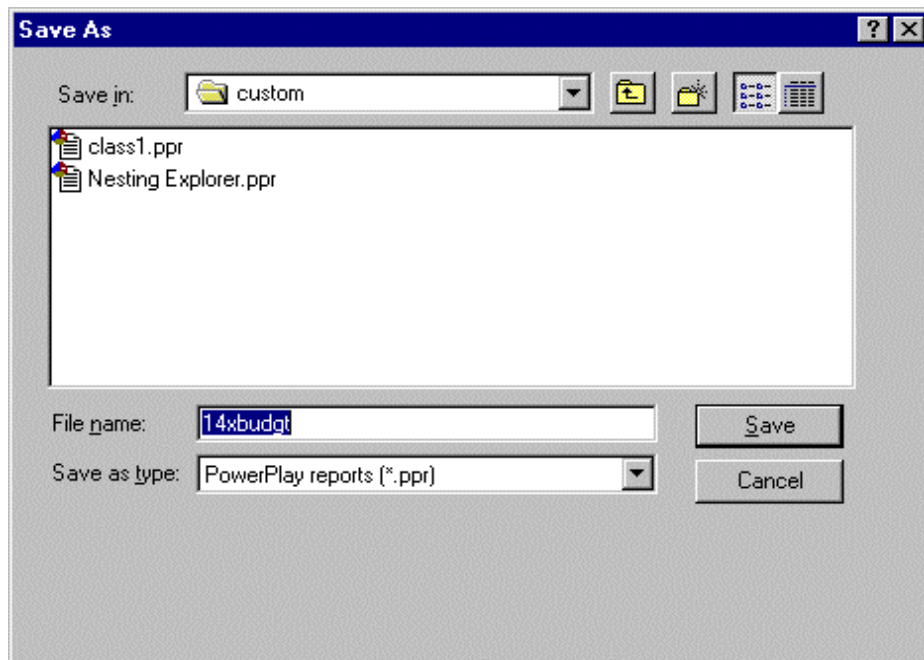 Save As
Save in: custom
class1.ppr
Nesting Explorer.ppr
File name: 14xbudgt Save
Save as type: PowerPlay reports (*.ppr) Cancel